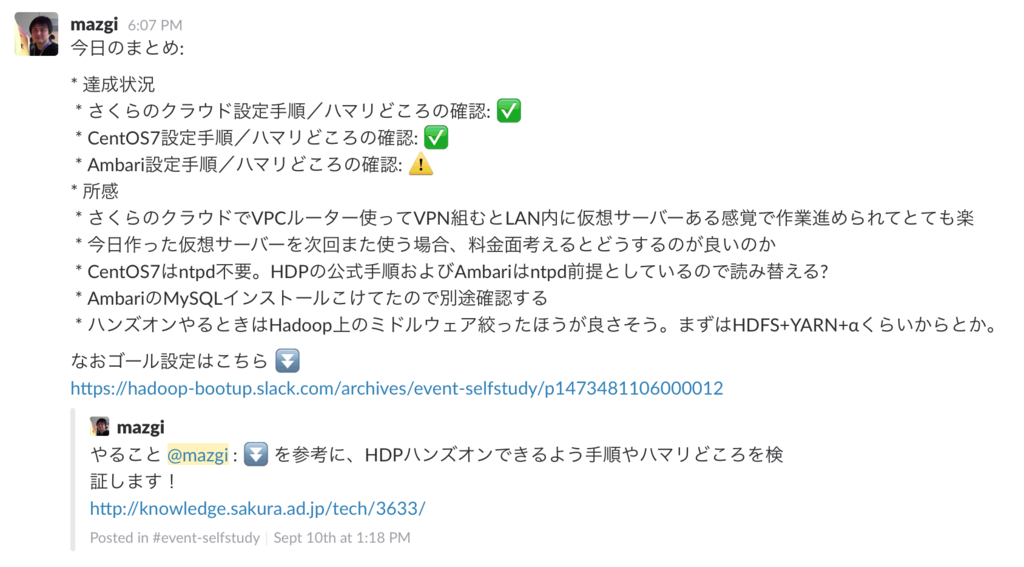 mazgi 6:07 PM
今日のまとめ:
* 達成状況
* さくらのクラウド設定手順／ハマリどころの確認: ✅
* CentOS7設定手順／ハマリどころの確認: ✅
* Ambari設定手順／ハマリどころの確認: ⚠️
* 所感
* さくらのクラウドでVPCルーター使ってVPN組むとLAN内に仮想サーバーある感覚で作業進められてとても楽
* 今日作った仮想サーバーを次回また使う場合、料金面考えるとどうするのが良いのか
* CentOS7はntpd不要。HDPの公式手順およびAmbariはntpd前提としているので読み替える?
* AmbariのMySQLインストールこけてたので別途確認する
* ハンズオンやるときはHadoop上のミドルウェア絞ったほうが良さそう。まずはHDFS+YARN+αくらいからとか。
なおゴール設定はこちら ⏬
https://hadoop-bootup.slack.com/archives/event-selfstudy/p1473481106000012
mazgi
やること @mazgi : ⏬ を参考に、HDPハンズオンできるよう手順やハマリどころを検
証します！
http://knowledge.sakura.ad.jp/tech/3633/
Posted in #event-selfstudy | Sept 10th at 1:18 PM